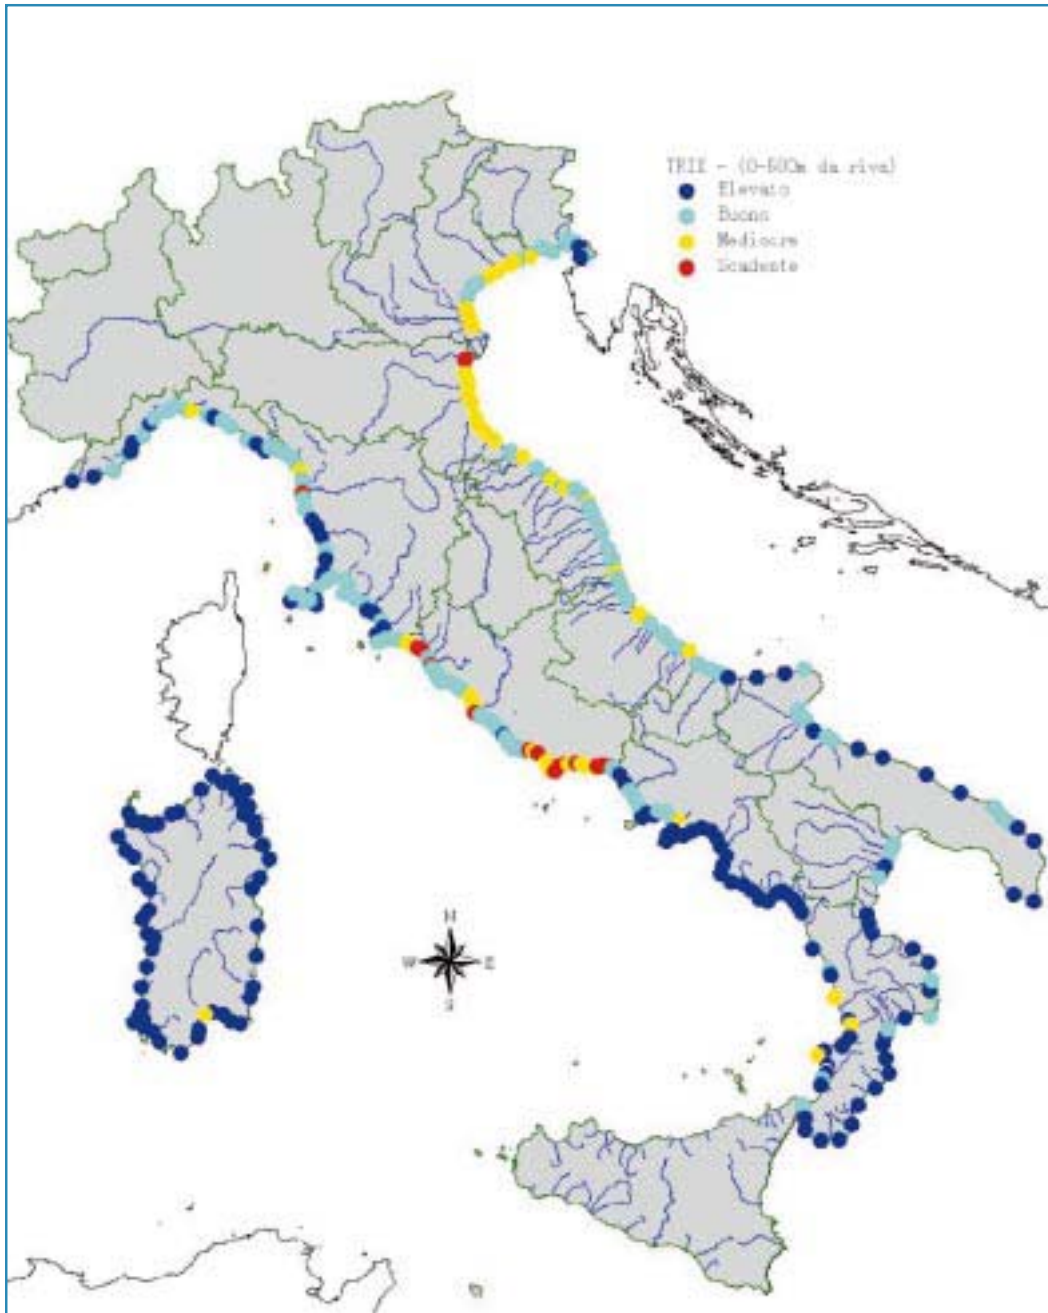 TRIX - (0-500m da riva)
Elevato
Buono
Mediocre
Scadente
N
W E
S